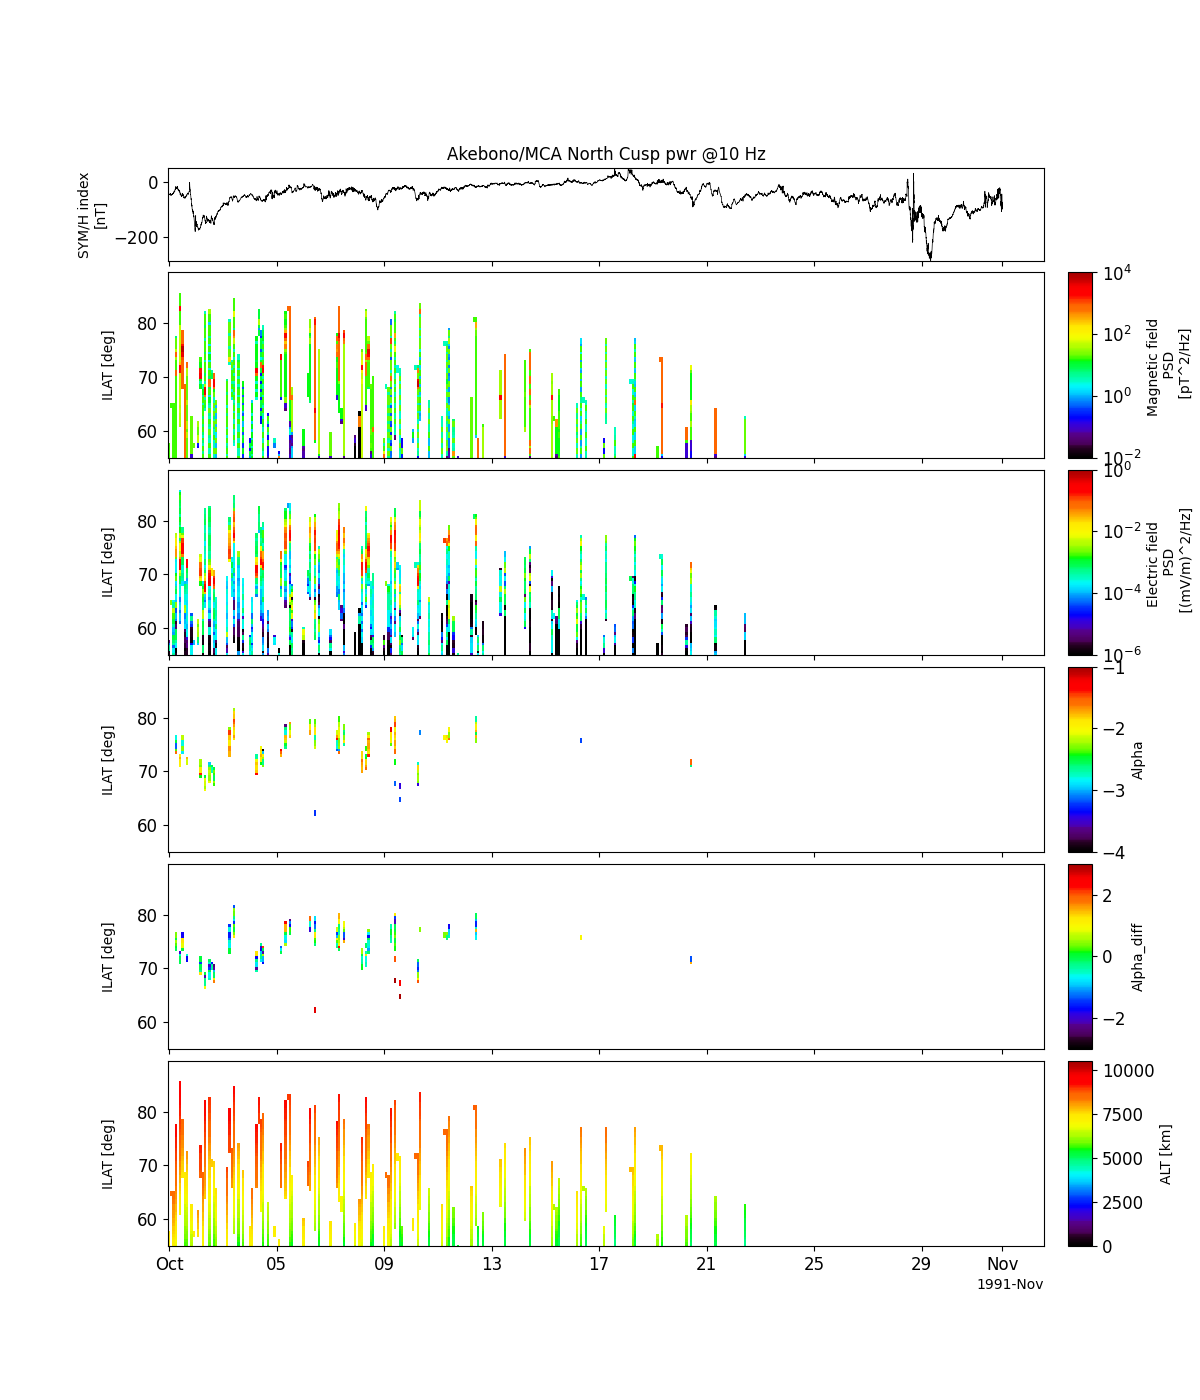 Akebono/MCA North Cusp pwr @10 Hz
SYM/H index
[nT]
0
−200
ILAT [deg]
80
70
60
10^4
10^2
10^0
10^−2
Magnetic field
PSD
[pT^2/Hz]
ILAT [deg]
80
70
60
10^0
10^−2
10^−4
10^−6
Electric field
PSD
[(mV/m)^2/Hz]
ILAT [deg]
80
70
60
−1
−2
−3
−4
Alpha
ILAT [deg]
80
70
60
2
0
−2
Alpha_diff
ILAT [deg]
80
70
60
10000
7500
5000
2500
0
ALT [km]
Oct 05 09 13 17 21 25 29 Nov
1991-Nov